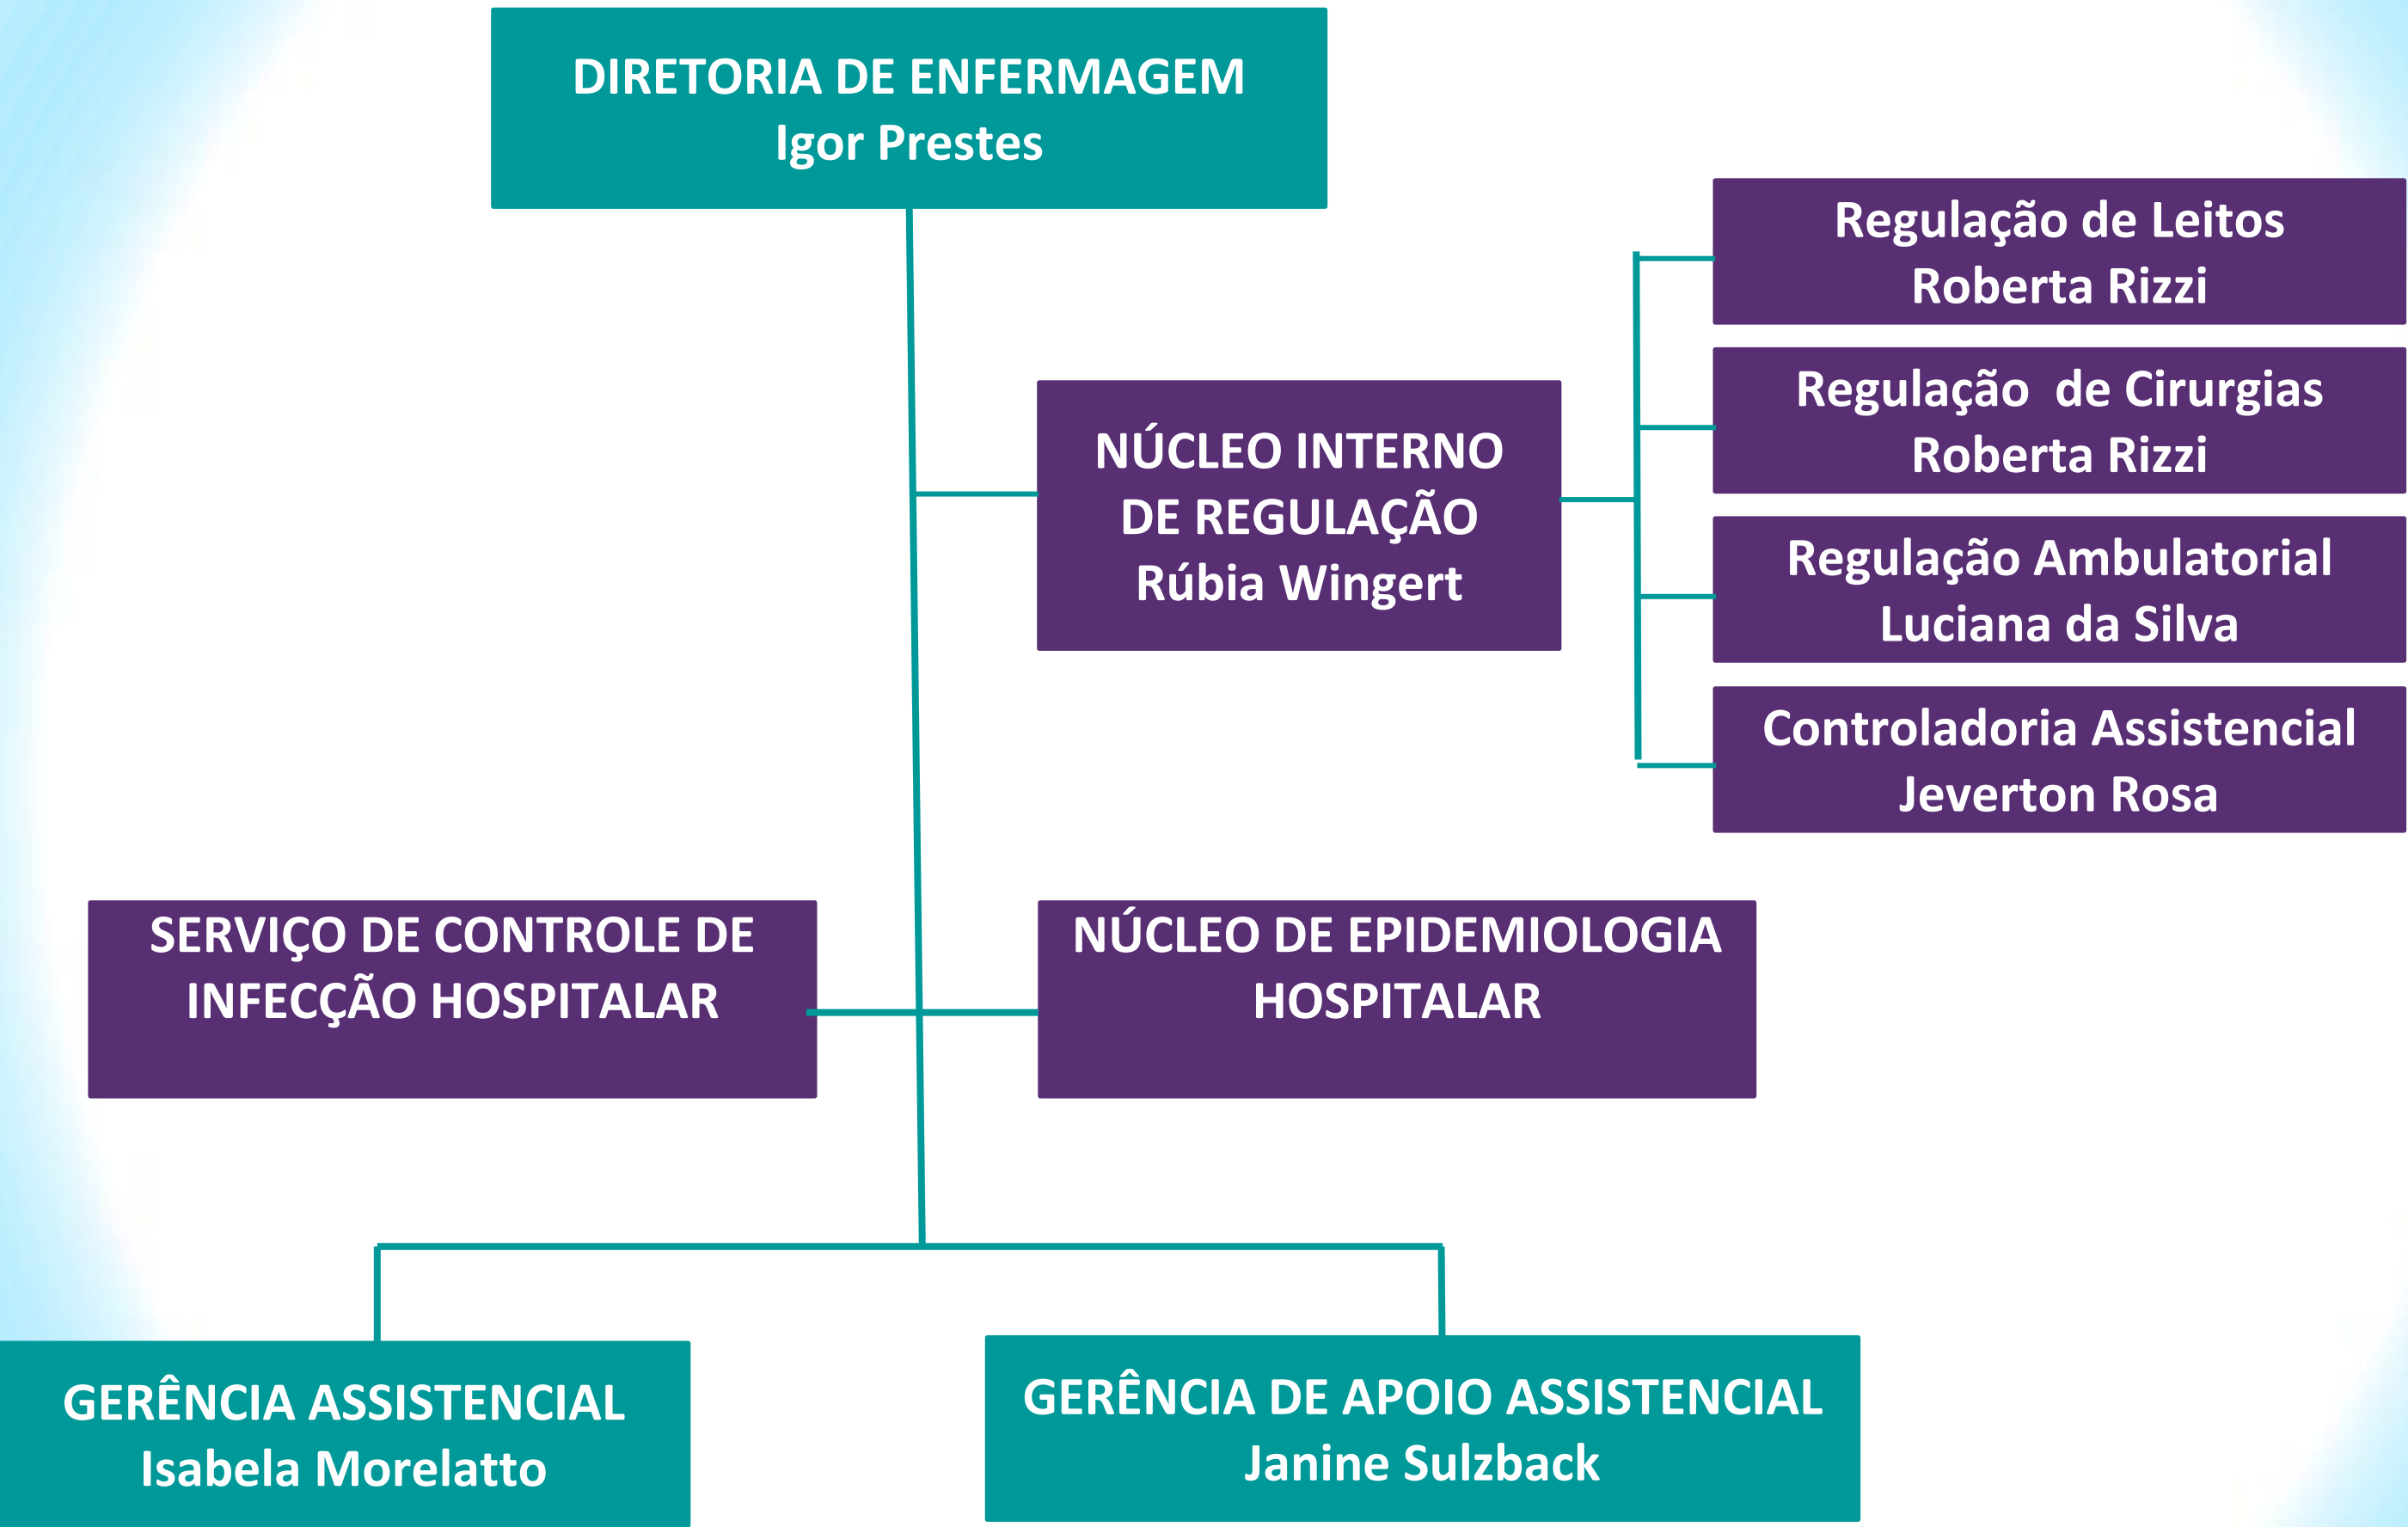 DIRETORIA DE ENFERMAGEM
Igor Prestes
Regulação de Leitos
Roberta Rizzi
Regulação  de Cirurgias
Roberta Rizzi
NÚCLEO INTERNO
DE REGULAÇÃO
Rúbia Wingert
Regulação Ambulatorial
Luciana da Silva
Controladoria Assistencial
Jeverton Rosa
SERVIÇO DE CONTROLE DE
INFECÇÃO HOSPITALAR
NÚCLEO DE EPIDEMIOLOGIA
HOSPITALAR
GERÊNCIA ASSISTENCIAL
Isabela Morelatto
GERÊNCIA DE APOIO ASSISTENCIAL
Janine Sulzback